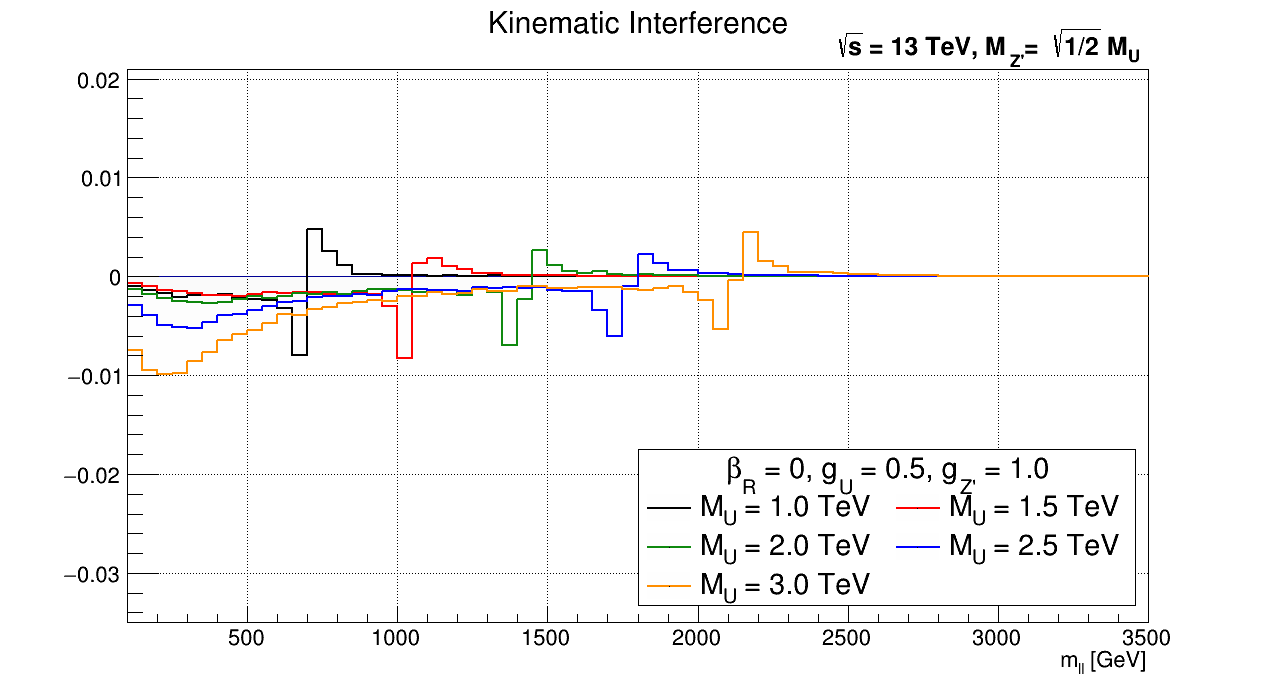 Kinematic Interference
√s = 13 TeV, M_Z'= √1/2 M_U
0.02
0.01
0
−0.01
−0.02
−0.03
β_R = 0, g_U = 0.5, g_Z' = 1.0
M_U = 1.0 TeV M_U = 1.5 TeV
M_U = 2.0 TeV M_U = 2.5 TeV
M_U = 3.0 TeV
500 1000 1500 2000 2500 3000 3500
m_ll [GeV]